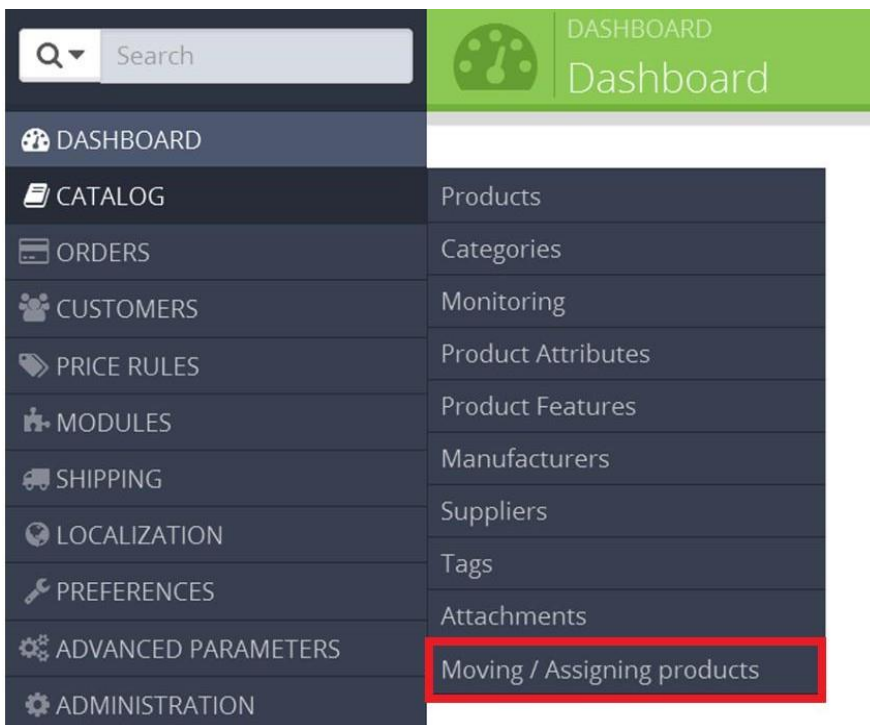 Search
DASHBOARD
Dashboard
DASHBOARD
CATALOG
ORDERS
CUSTOMERS
PRICE RULES
MODULES
SHIPPING
LOCALIZATION
PREFERENCES
ADVANCED PARAMETERS
ADMINISTRATION
Products
Categories
Monitoring
Product Attributes
Product Features
Manufacturers
Suppliers
Tags
Attachments
Moving / Assigning products